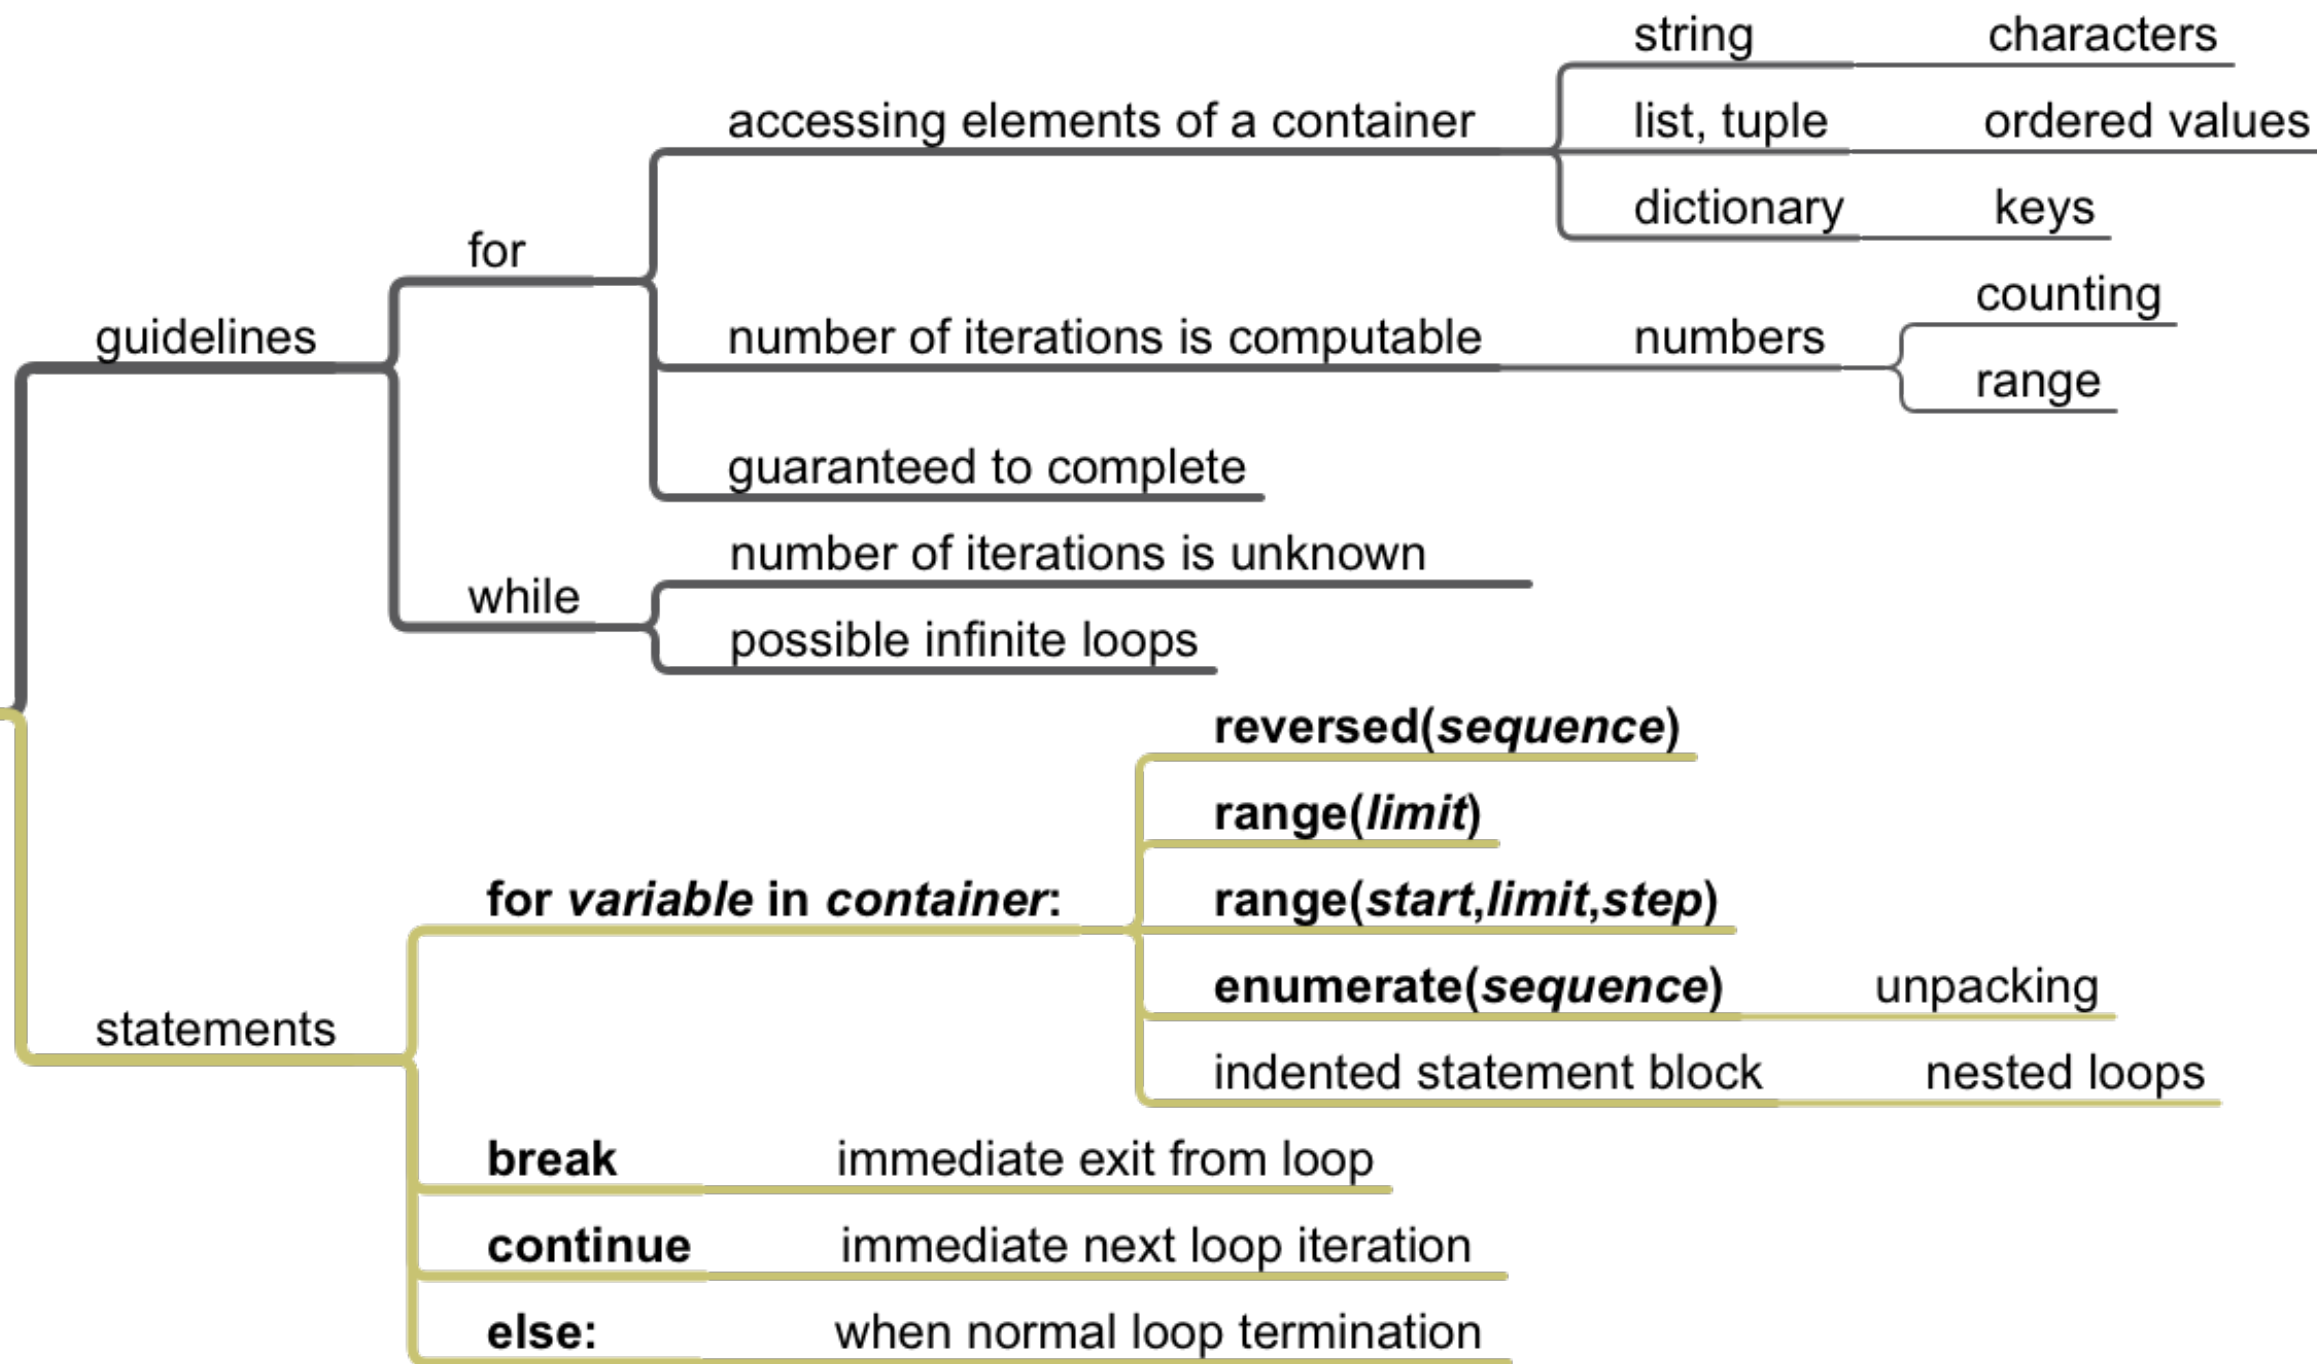 string characters
accessing elements of a container list, tuple ordered values
dictionary keys
for
counting
guidelines number of iterations is computable numbers
range
guaranteed to complete
number of iterations is unknown
while
possible infinite loops
reversed(sequence)
range(limit)
for variable in container: range(start,limit,step)
enumerate(sequence) unpacking
statements
indented statement block nested loops
break immediate exit from loop
continue immediate next loop iteration
else: when normal loop termination